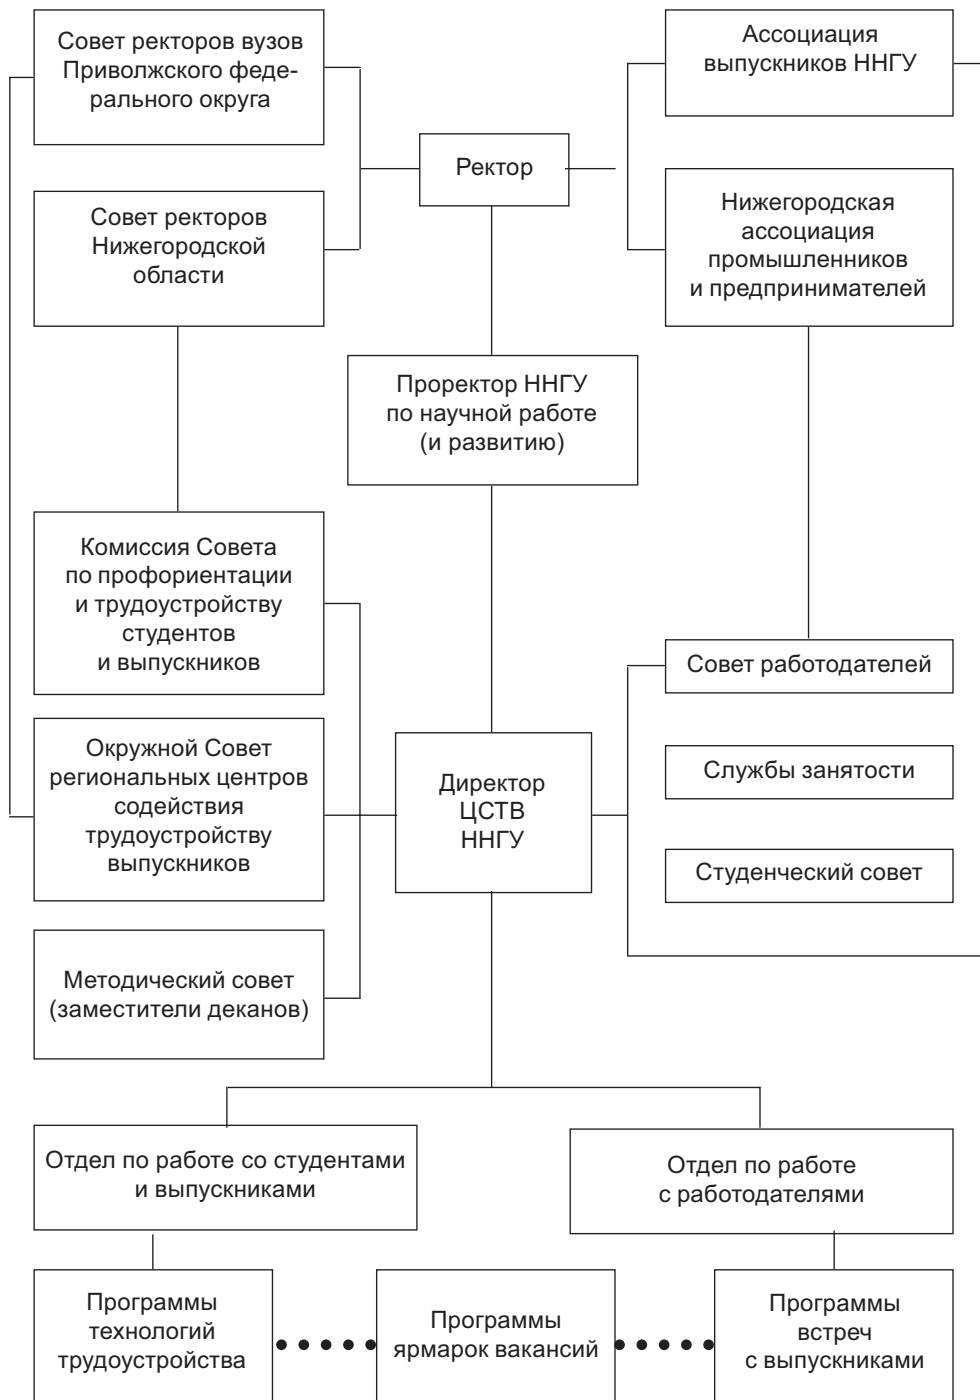 Совет ректоров вузов
Приволжского феде-
рального округа
Ассоциация
выпускников ННГУ
Ректор
Совет ректоров
Нижегородской
области
Нижегородская
ассоциация
промышленников
и предпринимателей
Проректор ННГУ
по научной работе
(и развитию)
Комиссия Совета
по профориентации
и трудоустройству
студентов
и выпускников
Совет работодателей
Окружной Совет
региональных центров
содействия
трудоустройству
выпускников
Директор
ЦСТВ
ННГУ
Службы занятости
Студенческий совет
Методический совет
(заместители деканов)
Отдел по работе со студентами
и выпускниками
Отдел по работе
с работодателями
Программы
технологий
трудоустройства
Программы
ярмарок вакансий
Программы
встреч
с выпускниками